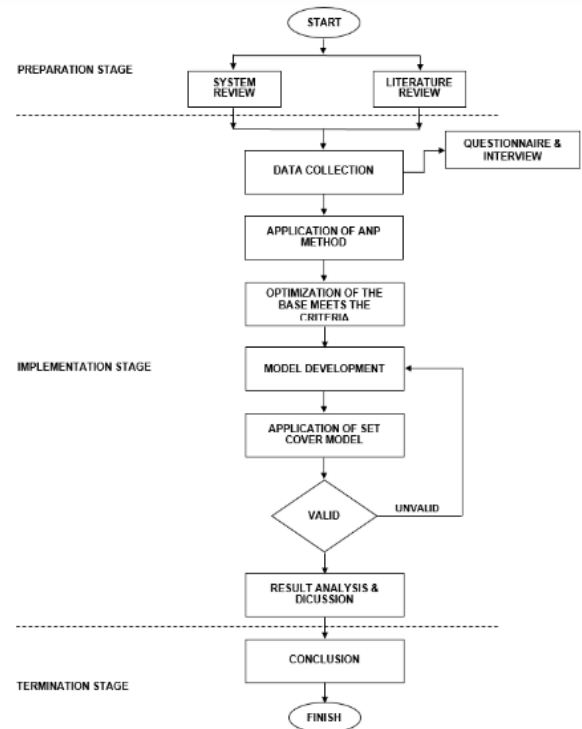 START
PREPARATION STAGE
SYSTEM
REVIEW
LITERATURE
REVIEW
QUESTIONNAIRE &
INTERVIEW
DATA COLLECTION
APPLICATION OF ANP
METHOD
OPTIMIZATION OF THE
BASE MEETS THE
CRITERIA
IMPLEMENTATION STAGE
MODEL DEVELOPMENT
APPLICATION OF SET
COVER MODEL
VALID
UNVALID
RESULT ANALYSIS &
DICUSSION
CONCLUSION
TERMINATION STAGE
FINISH